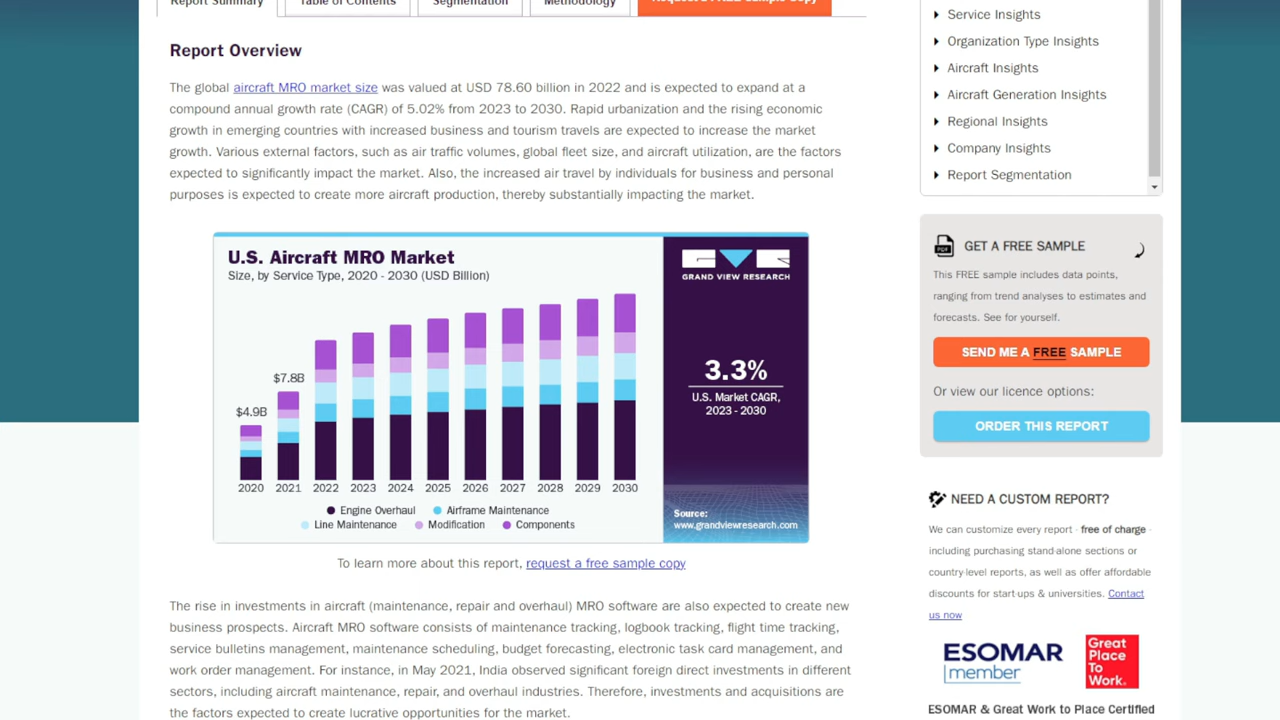 Report Summary
Table of Contents
Segmentation
Methodology
Request a FREE Sample Copy
Report Overview
The global aircraft MRO market size was valued at USD 78.60 billion in 2022 and is expected to expand at a
compound annual growth rate (CAGR) of 5.02% from 2023 to 2030. Rapid urbanization and the rising economic
growth in emerging countries with increased business and tourism travels are expected to increase the market
growth. Various external factors, such as air traffic volumes, global fleet size, and aircraft utilization, are the factors
expected to significantly impact the market. Also, the increased air travel by individuals for business and personal
purposes is expected to create more aircraft production, thereby substantially impacting the market.
U.S. Aircraft MRO Market
Size, by Service Type, 2020 - 2030 (USD Billion)
$4.9B
$7.8B
2020 2021 2022 2023 2024 2025 2026 2027 2028 2029 2030
Engine Overhaul Airframe Maintenance
Line Maintenance Modification Components
GRAND VIEW RESEARCH
3.3%
U.S. Market CAGR,
2023 - 2030
Source:
www.grandviewresearch.com
To learn more about this report, request a free sample copy
The rise in investments in aircraft (maintenance, repair and overhaul) MRO software are also expected to create new
business prospects. Aircraft MRO software consists of maintenance tracking, logbook tracking, flight time tracking,
service bulletins management, maintenance scheduling, budget forecasting, electronic task card management, and
work order management. For instance, in May 2021, India observed significant foreign direct investments in different
sectors, including aircraft maintenance, repair, and overhaul industries. Therefore, investments and acquisitions are
the factors expected to create lucrative opportunities for the market.
Service Insights
Organization Type Insights
Aircraft Insights
Aircraft Generation Insights
Regional Insights
Company Insights
Report Segmentation
PDF
GET A FREE SAMPLE
This FREE sample includes data points,
ranging from trend analyses to estimates and
forecasts. See for yourself.
SEND ME A FREE SAMPLE
Or view our licence options:
ORDER THIS REPORT
NEED A CUSTOM REPORT?
We can customize every report - free of charge -
including purchasing stand-alone sections or
country-level reports, as well as offer affordable
discounts for start-ups & universities. Contact
us now
ESOMAR
member
Great
Place
To
Work.
ESOMAR & Great Work to Place Certified